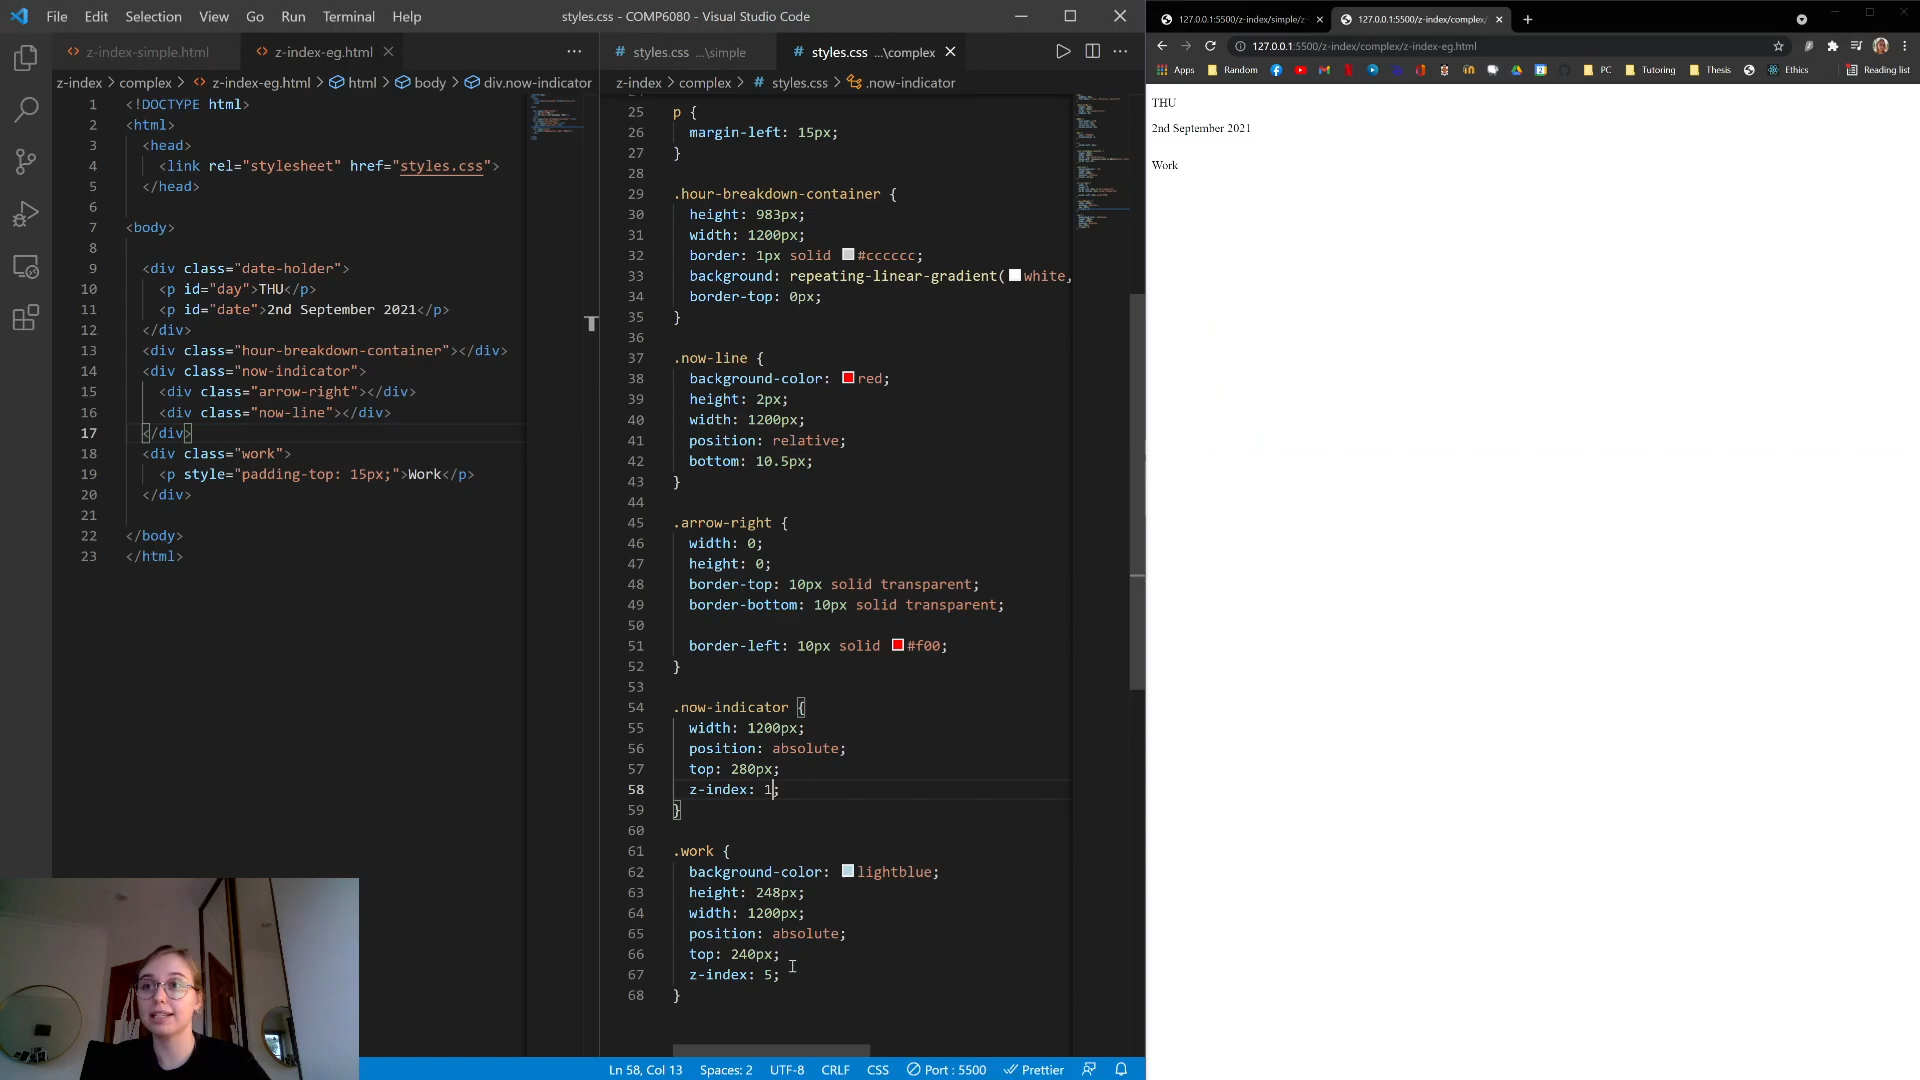 File Edit Selection View Go Run Terminal Help
styles.css - COMP6080 - Visual Studio Code
z-index-simple.html
z-index-eg.html
styles.css ...\simple
styles.css ...\complex
z-index > complex > z-index-eg.html > html > body > div.now-indicator
z-index > complex > styles.css > .now-indicator
1 <!DOCTYPE html>
2 <html>
3 <head>
4 <link rel="stylesheet" href="styles.css">
5 </head>
6
7 <body>
8
9 <div class="date-holder">
10 <p id="day">THU</p>
11 <p id="date">2nd September 2021</p>
12 </div>
13 <div class="hour-breakdown-container"></div>
14 <div class="now-indicator">
15 <div class="arrow-right"></div>
16 <div class="now-line"></div>
17 </div>
18 <div class="work">
19 <p style="padding-top: 15px;">Work</p>
20 </div>
21
22 </body>
23 </html>
25 p {
26 margin-left: 15px;
27 }
28
29 .hour-breakdown-container {
30 height: 983px;
31 width: 1200px;
32 border: 1px solid #cccccc;
33 background: repeating-linear-gradient( white,
34 border-top: 0px;
35 }
36
37 .now-line {
38 background-color: red;
39 height: 2px;
40 width: 1200px;
41 position: relative;
42 bottom: 10.5px;
43 }
44
45 .arrow-right {
46 width: 0;
47 height: 0;
48 border-top: 10px solid transparent;
49 border-bottom: 10px solid transparent;
50
51 border-left: 10px solid #f00;
52 }
53
54 .now-indicator {
55 width: 1200px;
56 position: absolute;
57 top: 280px;
58 z-index: 1;
59 }
60
61 .work {
62 background-color: lightblue;
63 height: 248px;
64 width: 1200px;
65 position: absolute;
66 top: 240px;
67 z-index: 5;
68 }
Ln 58, Col 13 Spaces: 2 UTF-8 CRLF CSS Port : 5500 Prettier
127.0.0.1:5500/z-index/simple/z-
127.0.0.1:5500/z-index/complex/
127.0.0.1:5500/z-index/complex/z-index-eg.html
Apps Random PC Tutoring Thesis Ethics Reading list
THU
2nd September 2021
Work